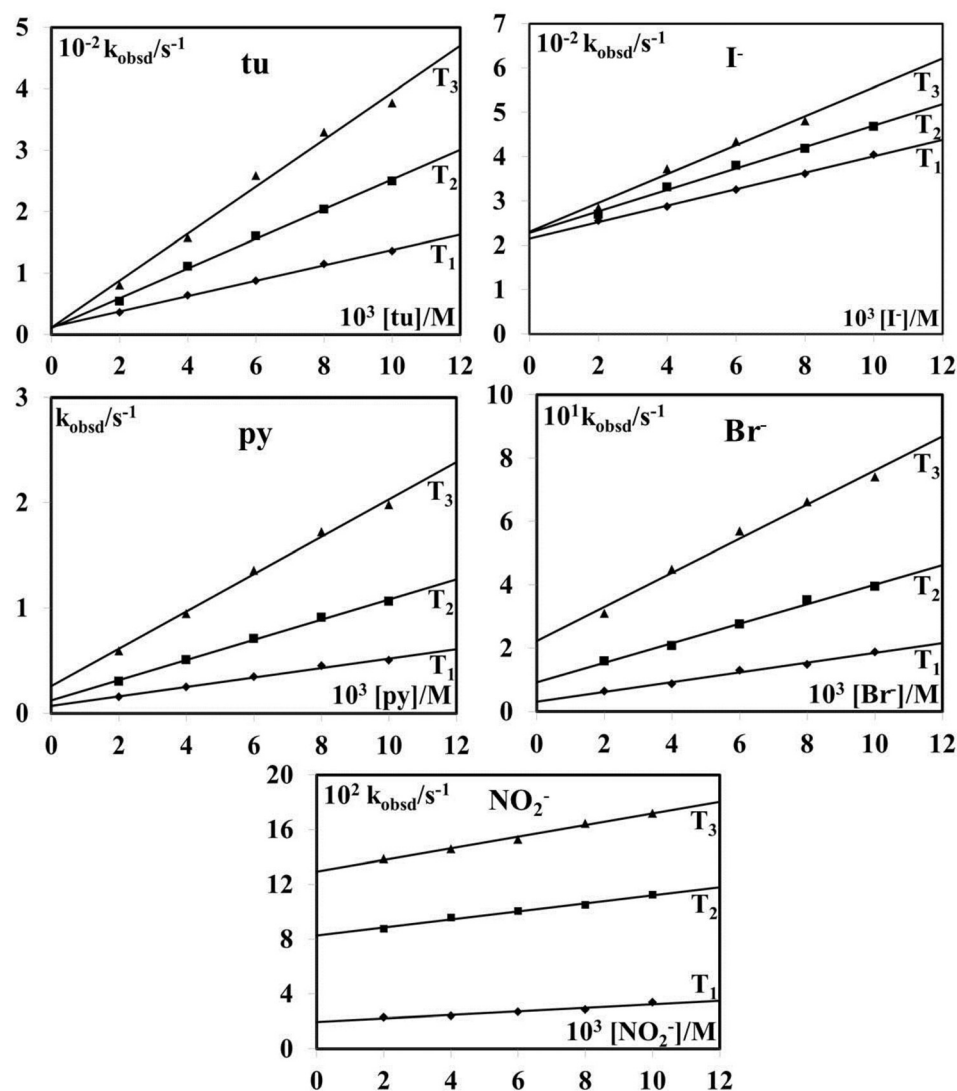 5
4
3
2
1
0
10⁻² k_obsd/s⁻¹
tu
T₃
T₂
T₁
10³ [tu]/M
0 2 4 6 8 10 12
7
6
5
4
3
2
1
0
10⁻² k_obsd/s⁻¹
I⁻
T₃
T₂
T₁
10³ [I⁻]/M
0 2 4 6 8 10 12
3
2
1
0
k_obsd/s⁻¹
py
T₃
T₂
T₁
10³ [py]/M
0 2 4 6 8 10 12
10
8
6
4
2
0
10¹k_obsd/s⁻¹
Br⁻
T₃
T₂
T₁
10³ [Br⁻]/M
0 2 4 6 8 10 12
20
16
12
8
4
0
10² k_obsd/s⁻¹
NO₂⁻
T₃
T₂
T₁
10³ [NO₂⁻]/M
0 2 4 6 8 10 12